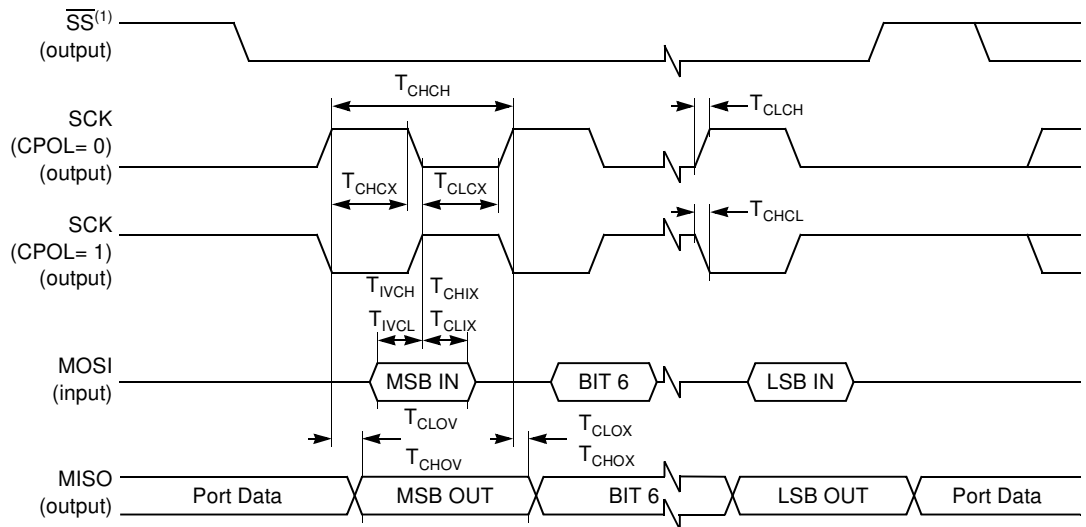 SS(1)
(output)
TCHCH
TCLCH
SCK
(CPOL= 0)
(output)
TCHCX
TCLCX
TCHCL
SCK
(CPOL= 1)
(output)
TIVCH
TCHIX
TIVCL
TCLIX
MOSI
(input)
MSB IN
BIT 6
LSB IN
TCLOV
TCLOX
TCHOV
TCHOX
MISO
(output)
Port Data
MSB OUT
BIT 6
LSB OUT
Port Data